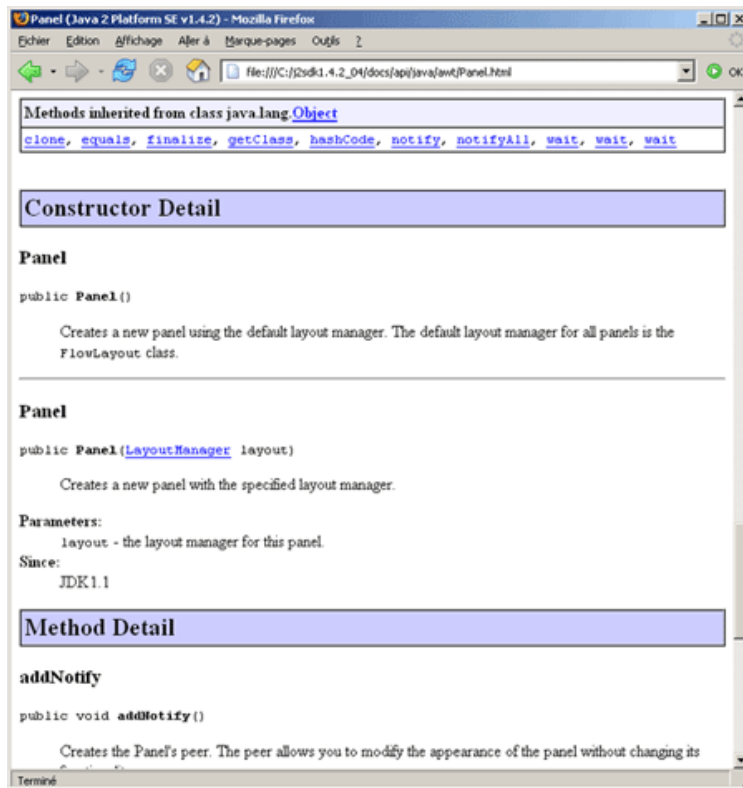 Panel (Java 2 Platform SE v1.4.2) - Mozilla Firefox
Fichier Edition Affichage Aller à Marque-pages Outils ?
file:///C:/j2sdk1.4.2_04/docs/api/java/awt/Panel.html
OK
Methods inherited from class java.lang.Object
clone, equals, finalize, getClass, hashCode, notify, notifyAll, wait, wait, wait
Constructor Detail
Panel
public Panel()
Creates a new panel using the default layout manager. The default layout manager for all panels is the
FlowLayout class.
Panel
public Panel(LayoutManager layout)
Creates a new panel with the specified layout manager.
Parameters:
layout - the layout manager for this panel.
Since:
JDK1.1
Method Detail
addNotify
public void addNotify()
Creates the Panel's peer. The peer allows you to modify the appearance of the panel without changing its
Terminé